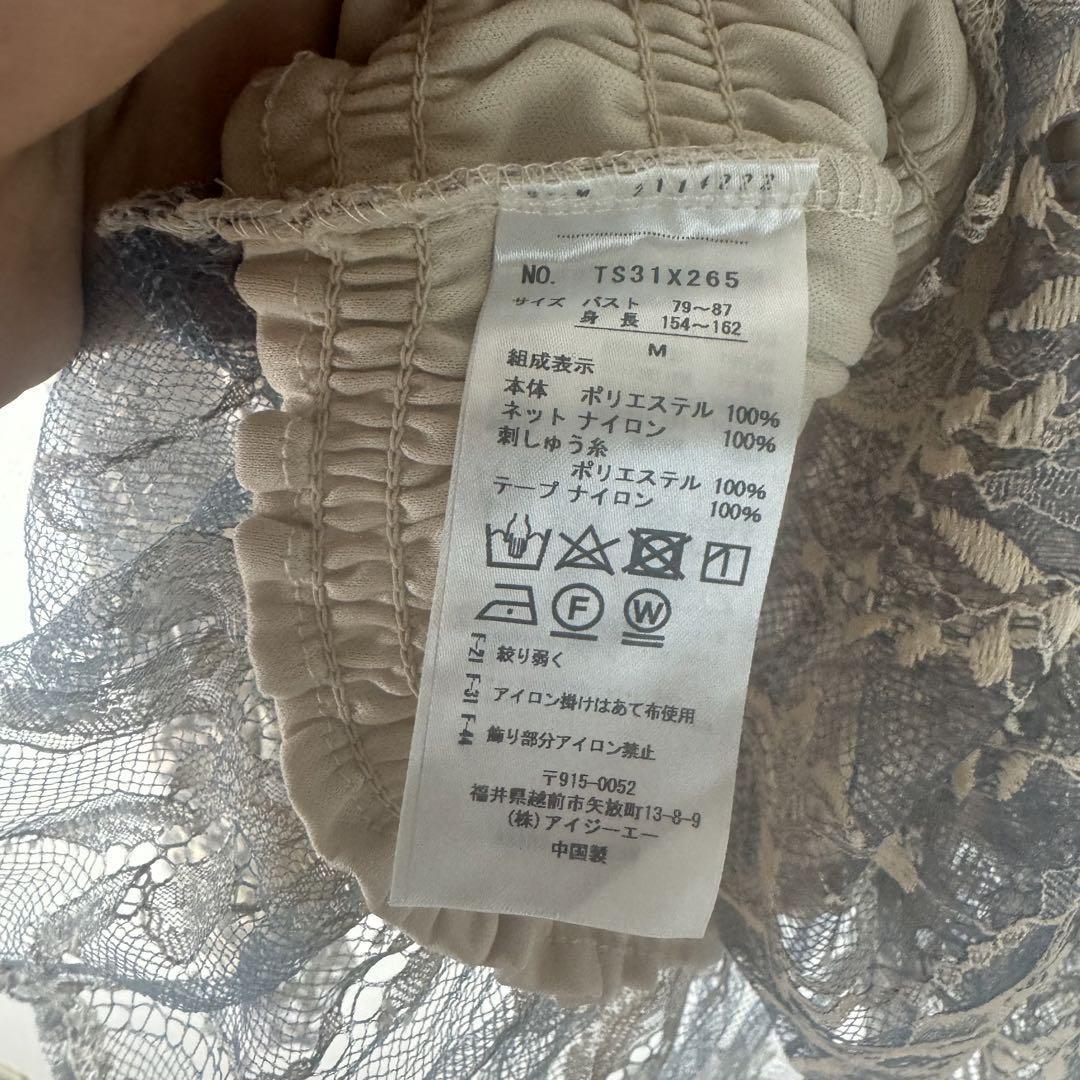 NO. TS31X265
サイズ バスト 79～87
身長 154～162
M
組成表示
本体 ポリエステル 100%
ネット ナイロン 100%
刺しゅう糸
ポリエステル 100%
テープ ナイロン 100%
F W
F-21 絞り弱く
F-31 アイロン掛けはあて布使用
F-44 飾り部分アイロン禁止
〒915-0052
福井県越前市矢放町13-8-9
(株)アイジーエー
中国製